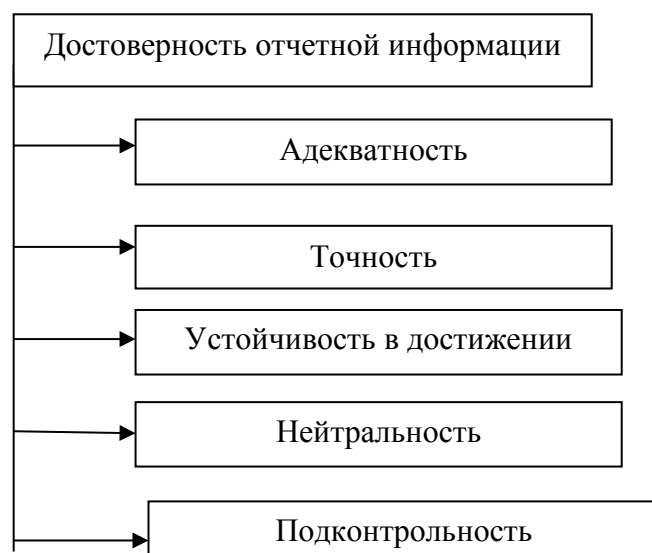 Достоверность отчетной информации
Адекватность
Точность
Устойчивость в достижении
Нейтральность
Подконтрольность